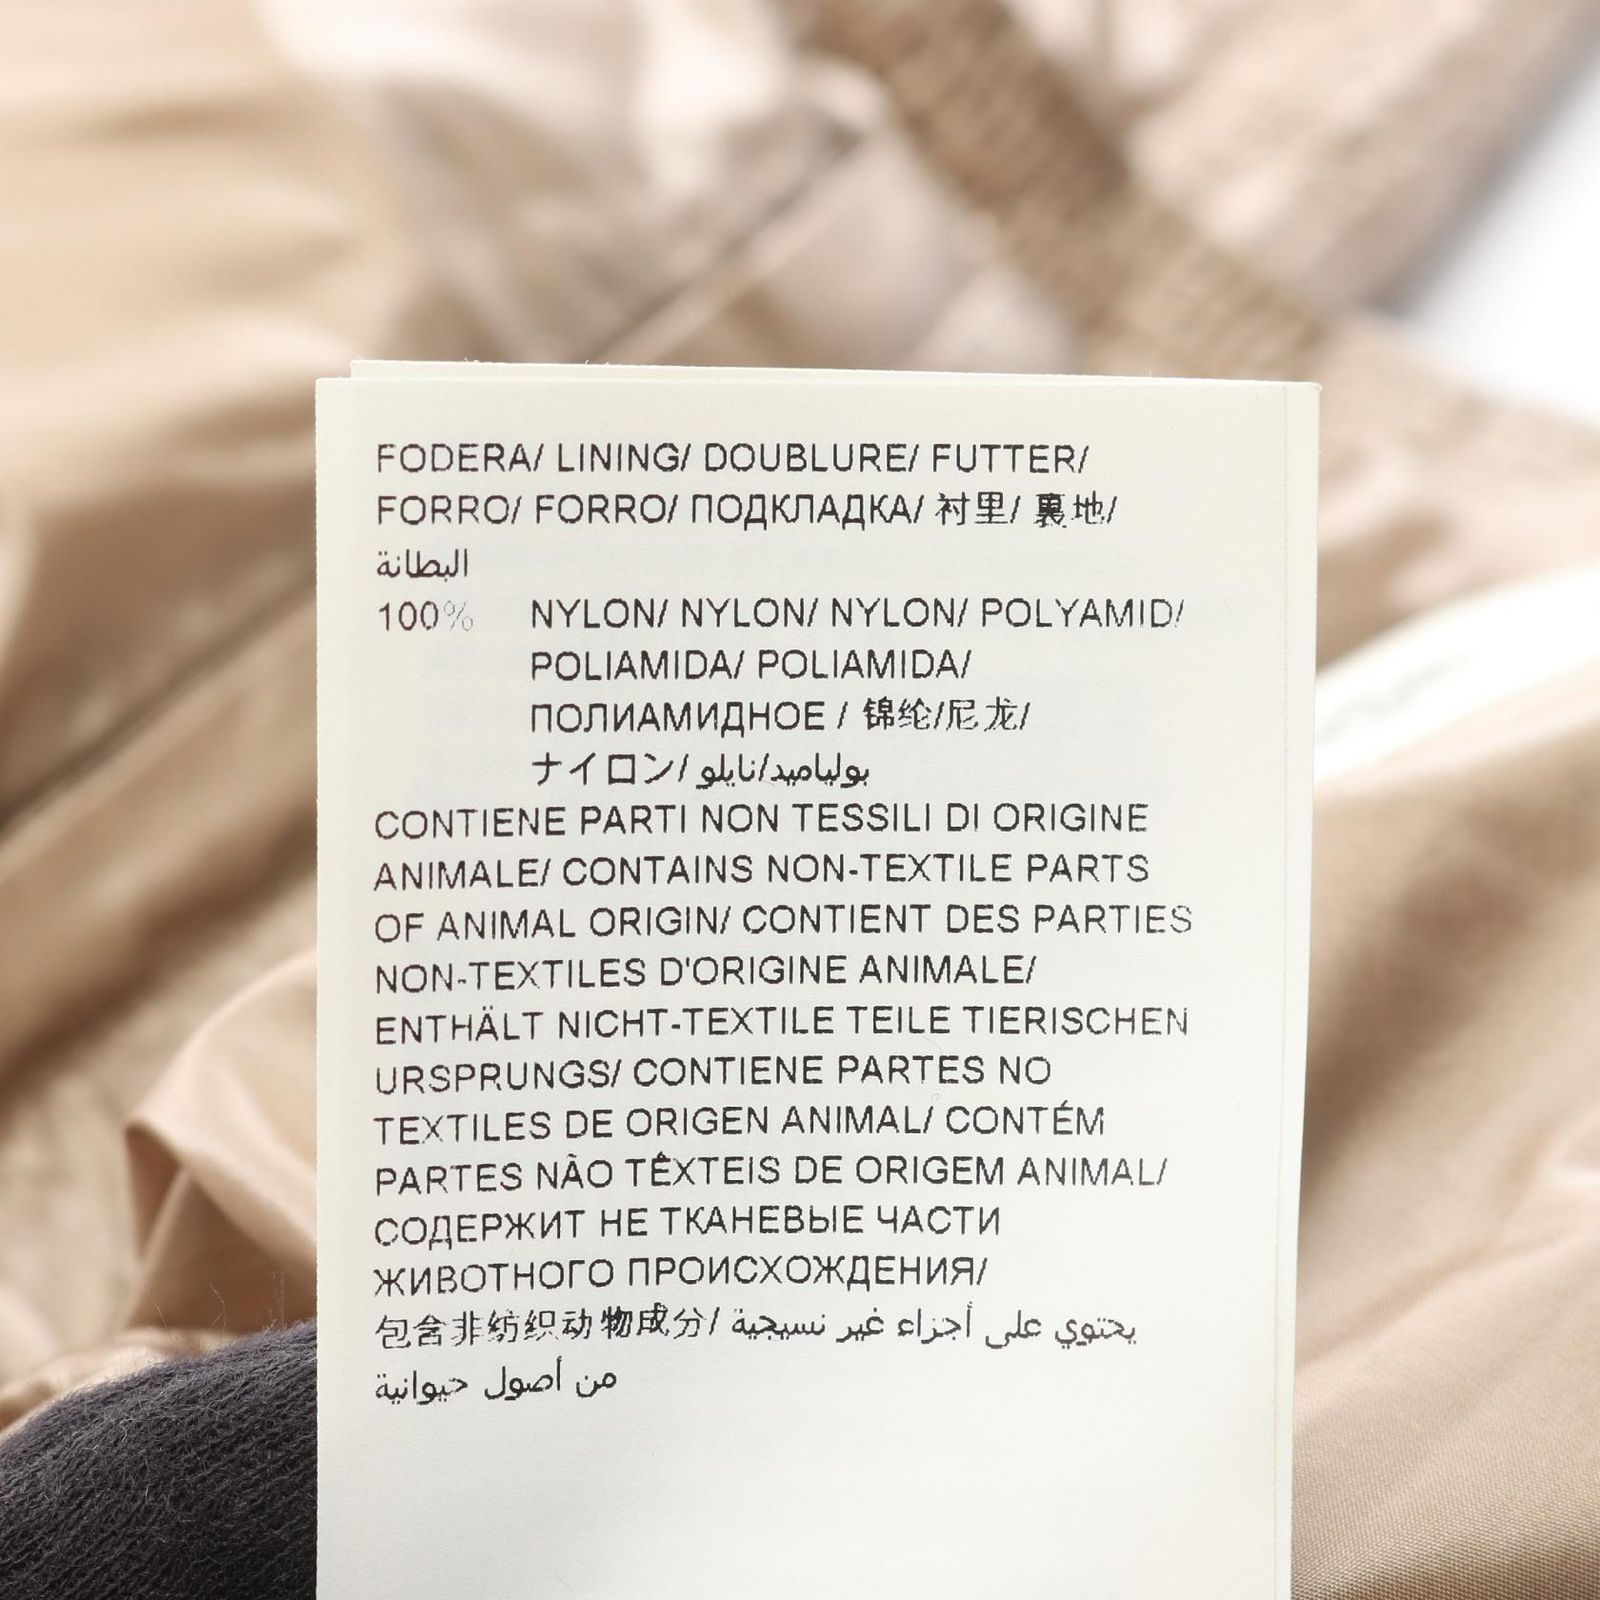 FODERA/ LINING/ DOUBLURE/ FUTTER/
FORRO/ FORRO/ ПОДКЛАДКА/ 衬里/ 裏地/
البطانة
100% NYLON/ NYLON/ NYLON/ POLYAMID/
POLIAMIDA/ POLIAMIDA/
ПОЛИАМИДНОЕ / 锦纶/尼龙/
ナイロン/ بولياميد/نايلو
CONTIENE PARTI NON TESSILI DI ORIGINE
ANIMALE/ CONTAINS NON-TEXTILE PARTS
OF ANIMAL ORIGIN/ CONTIENT DES PARTIES
NON-TEXTILES D'ORIGINE ANIMALE/
ENTHÄLT NICHT-TEXTILE TEILE TIERISCHEN
URSPRUNGS/ CONTIENE PARTES NO
TEXTILES DE ORIGEN ANIMAL/ CONTÉM
PARTES NÃO TÊXTEIS DE ORIGEM ANIMAL/
СОДЕРЖИТ НЕ ТКАНЕВЫЕ ЧАСТИ
ЖИВОТНОГО ПРОИСХОЖДЕНИЯ/
包含非纺织动物成分/ يحتوي على أجزاء غير نسيجية
من أصول حيوانية